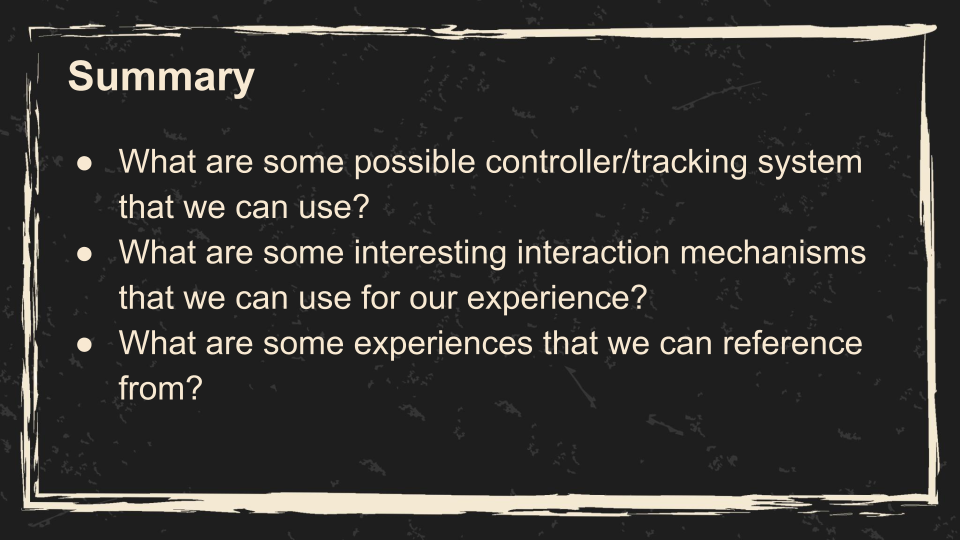 Summary
● What are some possible controller/tracking system
that we can use?
● What are some interesting interaction mechanisms
that we can use for our experience?
● What are some experiences that we can reference
from?